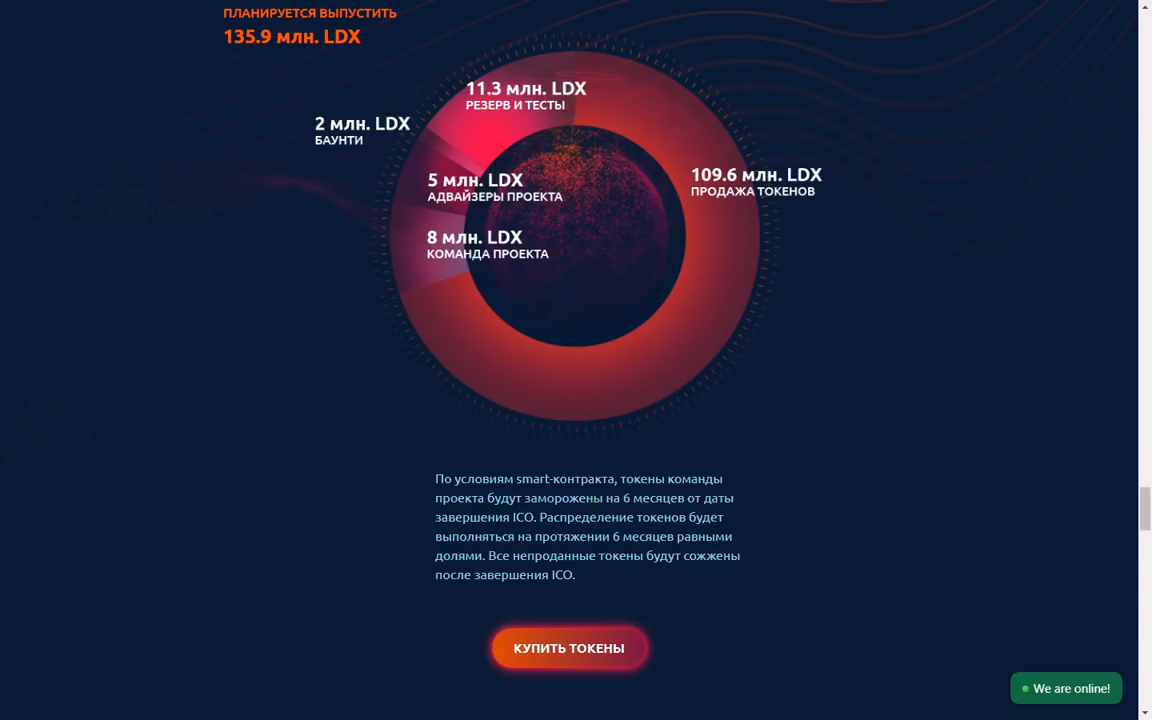 ПЛАНИРУЕТСЯ ВЫПУСТИТЬ
135.9 млн. LDX
11.3 млн. LDX
РЕЗЕРВ И ТЕСТЫ
2 млн. LDX
БАУНТИ
109.6 млн. LDX
ПРОДАЖА ТОКЕНОВ
5 млн. LDX
АДВАЙЗЕРЫ ПРОЕКТА
8 млн. LDX
КОМАНДА ПРОЕКТА
По условиям smart-контракта, токены команды
проекта будут заморожены на 6 месяцев от даты
завершения ICO. Распределение токенов будет
выполняться на протяжении 6 месяцев равными
долями. Все непроданные токены будут сожжены
после завершения ICO.
КУПИТЬ ТОКЕНЫ
We are online!